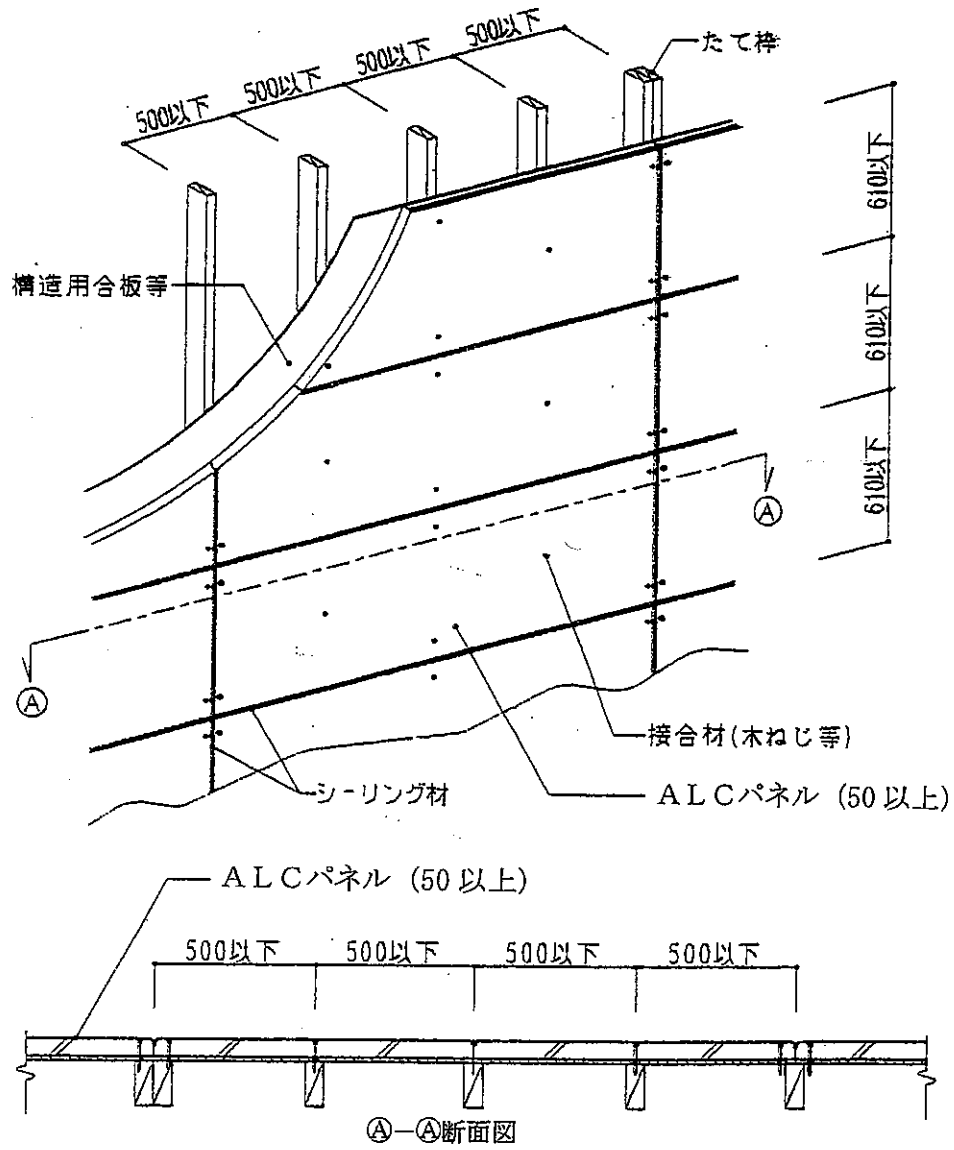 500以下
500以下
500以下
500以下
たて枠
610以下
610以下
610以下
構造用合板等
Ⓐ
Ⓐ
接合材(木ねじ等)
シーリング材
ALCパネル (50以上)
ALCパネル (50以上)
500以下
500以下
500以下
500以下
Ⓐ-Ⓐ断面図